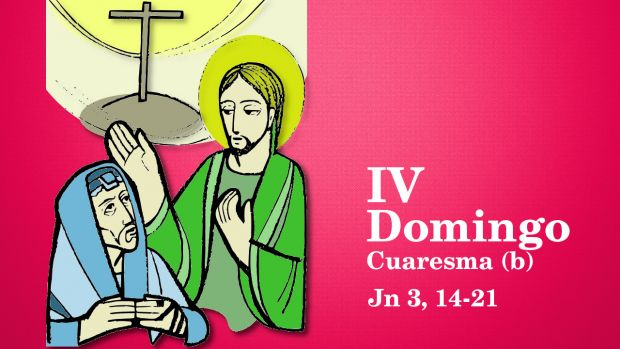 IV
Domingo
Cuaresma (b)
Jn 3, 14-21